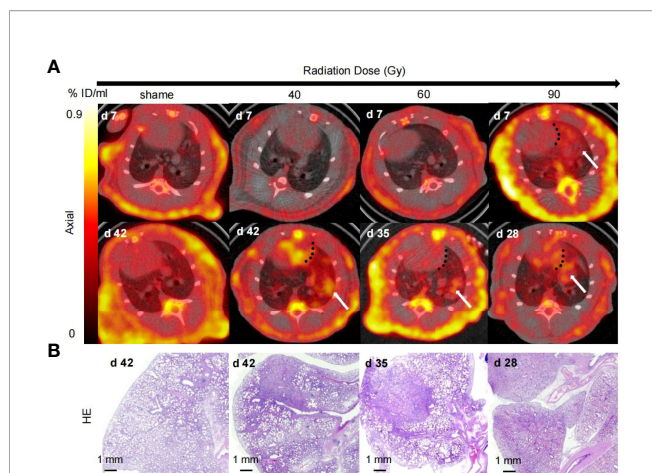 A
Radiation Dose (Gy)
% ID/ml
shame 40 60 90
0.9
d 7 d 7 d 7 d 7
Axial
d 42 d 42 d 35 d 28
0
B
d 42 d 42 d 35 d 28
HE
1 mm 1 mm 1 mm 1 mm